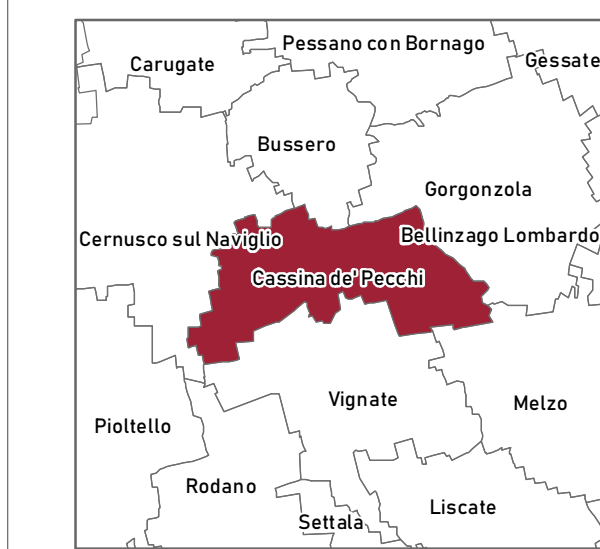 Pessano con Bornago
Carugate
Gessate
Bussero
Gorgonzola
Cernusco sul Naviglio
Bellinzago Lombardo
Cassina de' Pecchi
Vignate
Melzo
Pioltello
Rodano
Liscate
Settala